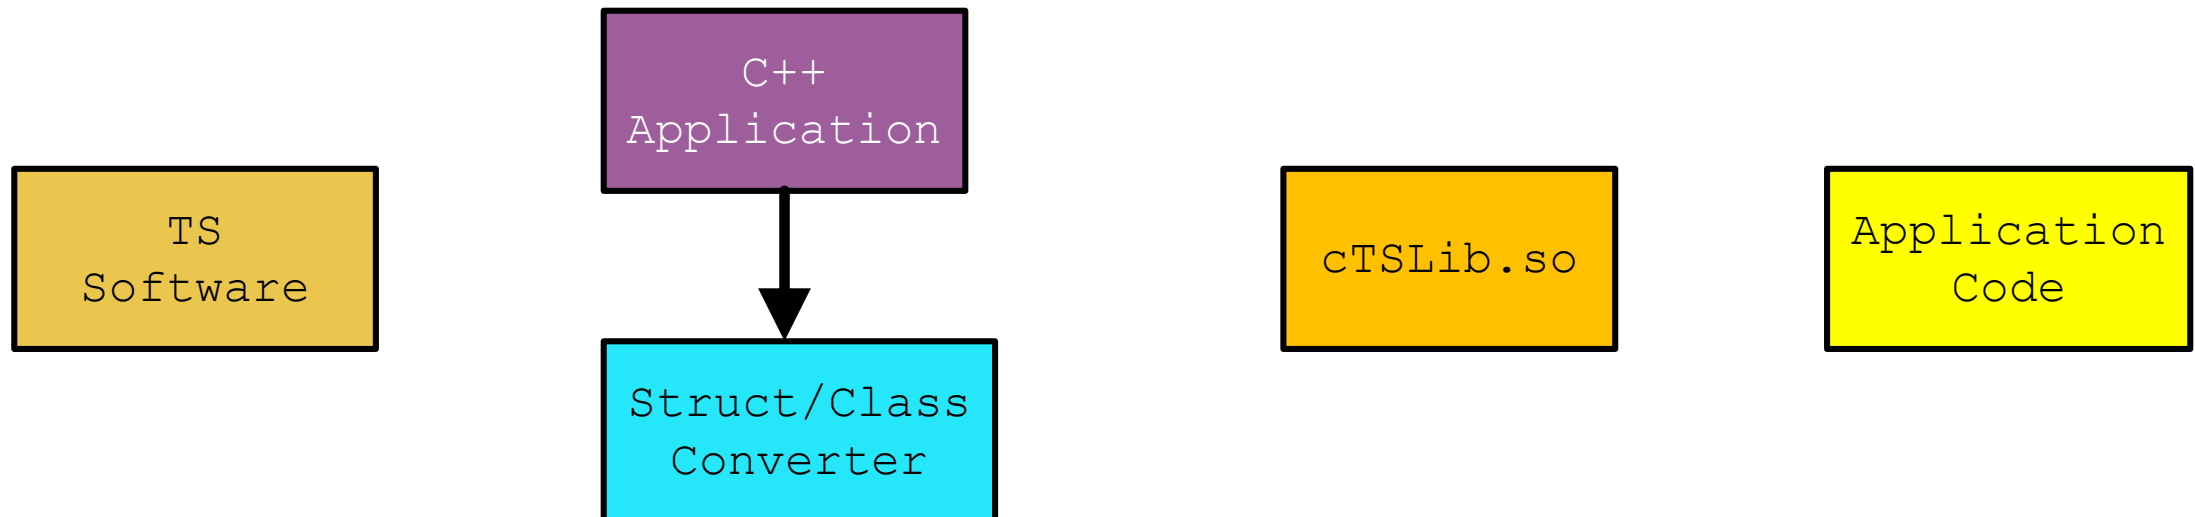 C++
Application
TS
Software
cTSLib.so
Application
Code
Struct/Class
Converter